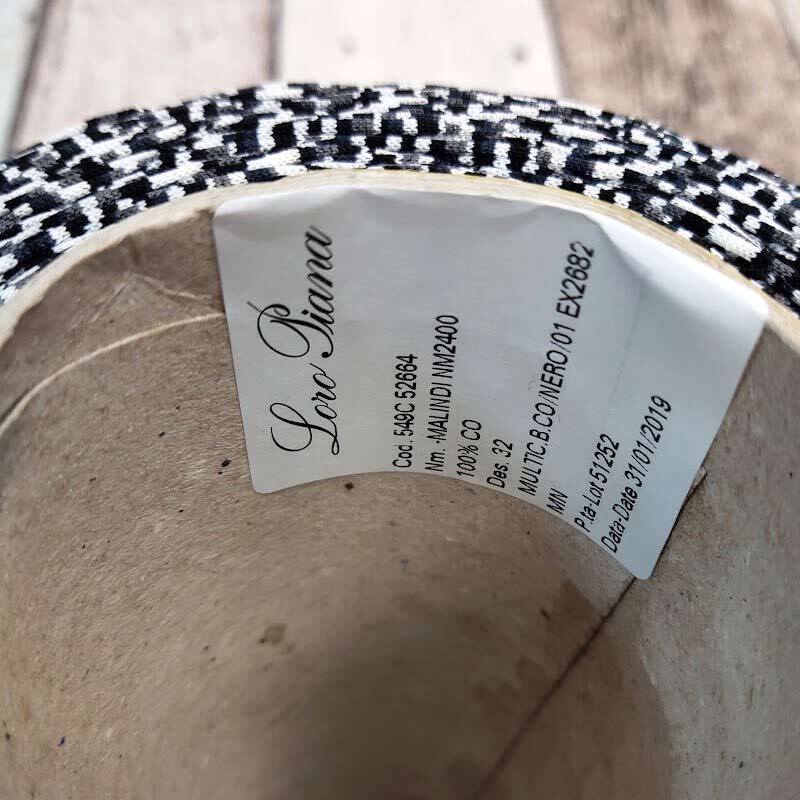 Loro Piana
Cod. 549C 52664
Nm. -MALINDI NM2400
100% CO
Des. 32
MULTIC.B.CO/NERO/01 EX2682
MN
P.ta-Lot 51252
Data-Date 31/01/2019